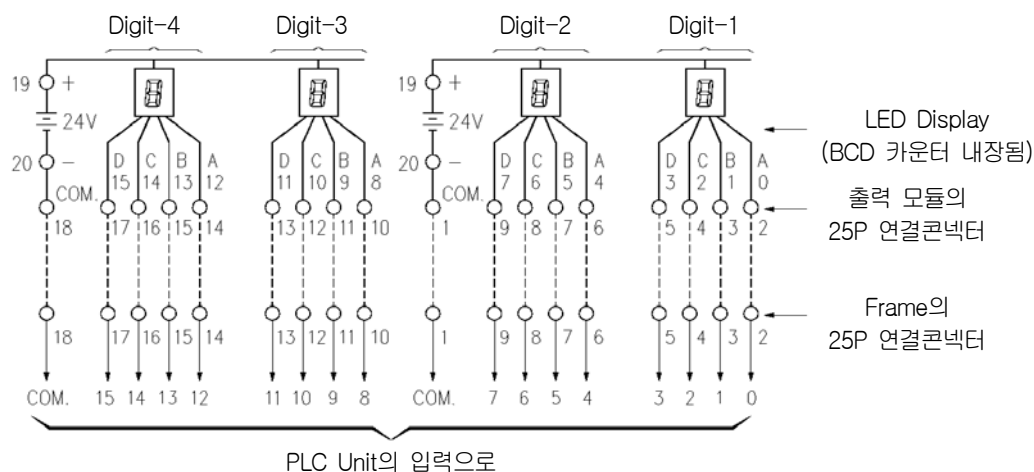 Digit-4 Digit-3 Digit-2 Digit-1
19 + 19 +
24V 24V
LED Display
(BCD 카운터 내장됨)
20 - D C B A D C B A 20 - D C B A D C B A
15 14 13 12 11 10 9 8 7 6 5 4 3 2 1 0
COM. COM.
출력 모듈의
25P 연결콘넥터
18 17 16 15 14 13 12 11 10 1 9 8 7 6 5 4 3 2
Frame의
25P 연결콘넥터
18 17 16 15 14 13 12 11 10 1 9 8 7 6 5 4 3 2
COM. 15 14 13 12 11 10 9 8 COM. 7 6 5 4 3 2 1 0
PLC Unit의 입력으로